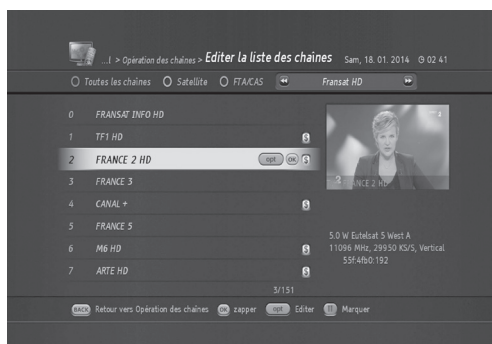 ...l > Opération des chaînes > Editer la liste des chaînes Sam, 18. 01. 2014 02 41
Toutes les chaînes Satellite FTA/CAS Fransat HD
0 FRANSAT INFO HD
1 TF1 HD $
2 FRANCE 2 HD opt OK $
3 FRANCE 3
4 CANAL + $
5 FRANCE 5
6 M6 HD $
7 ARTE HD $
3/151
2 FRANCE 2 HD
5.0 W Eutelsat 5 West A
11096 MHz, 29950 KS/S, Vertical
55f:4fb0:192
BACK Retour vers Opération des chaînes OK zapper opt Editer Marquer